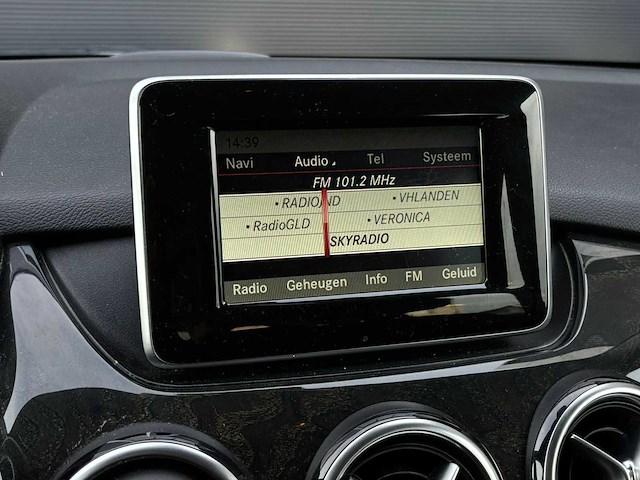 14:39
Navi Audio Tel Systeem
FM 101.2 MHz
• VHLANDEN
• RadioGLD • VERONICA
SKYRADIO
Radio Geheugen Info FM Geluid